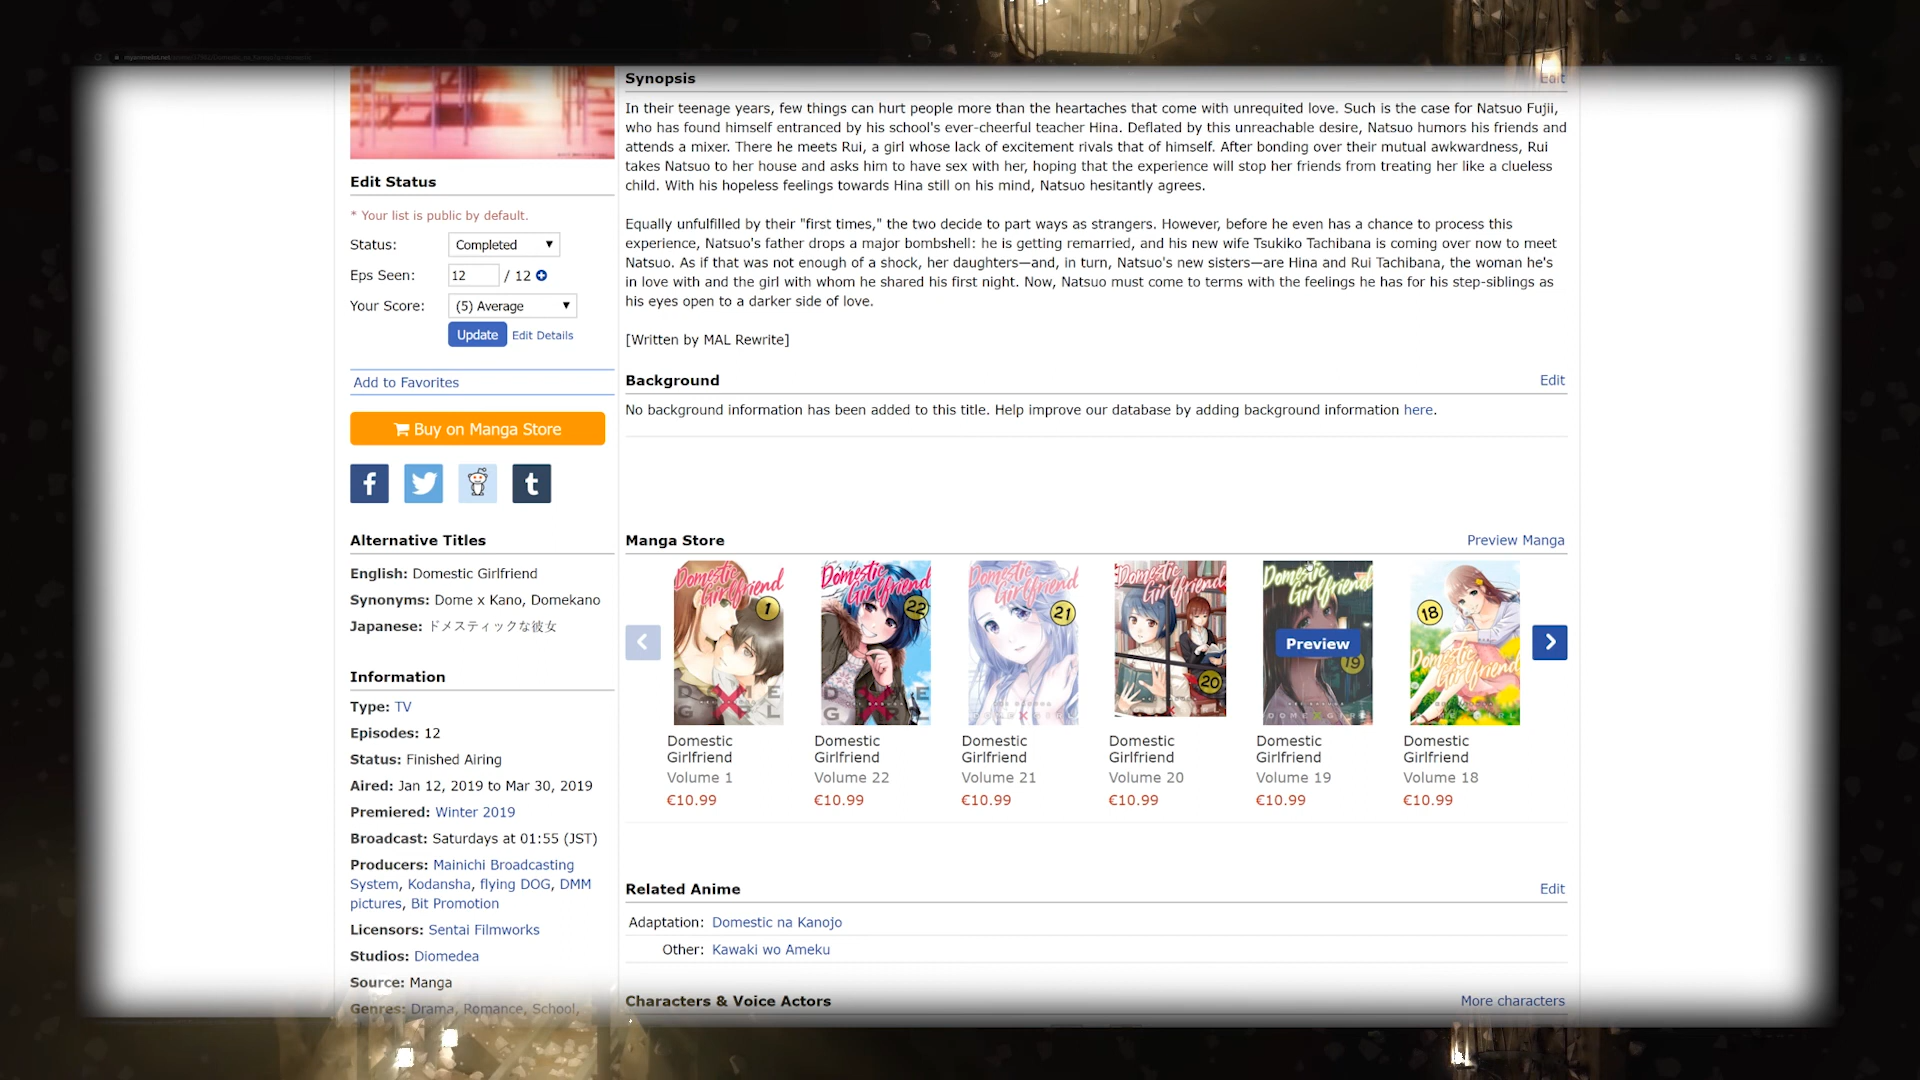 Synopsis
Edit
In their teenage years, few things can hurt people more than the heartaches that come with unrequited love. Such is the case for Natsuo Fujii,
who has found himself entranced by his school's ever-cheerful teacher Hina. Deflated by this unreachable desire, Natsuo humors his friends and
attends a mixer. There he meets Rui, a girl whose lack of excitement rivals that of himself. After bonding over their mutual awkwardness, Rui
takes Natsuo to her house and asks him to have sex with her, hoping that the experience will stop her friends from treating her like a clueless
child. With his hopeless feelings towards Hina still on his mind, Natsuo hesitantly agrees.
Equally unfulfilled by their "first times," the two decide to part ways as strangers. However, before he even has a chance to process this
experience, Natsuo's father drops a major bombshell: he is getting remarried, and his new wife Tsukiko Tachibana is coming over now to meet
Natsuo. As if that was not enough of a shock, her daughters—and, in turn, Natsuo's new sisters—are Hina and Rui Tachibana, the woman he's
in love with and the girl with whom he shared his first night. Now, Natsuo must come to terms with the feelings he has for his step-siblings as
his eyes open to a darker side of love.
[Written by MAL Rewrite]
Background
Edit
No background information has been added to this title. Help improve our database by adding background information here.
Edit Status
* Your list is public by default.
Status: Completed
Eps Seen: 12 / 12
Your Score: (5) Average
Update Edit Details
Add to Favorites
Buy on Manga Store
Alternative Titles
English: Domestic Girlfriend
Synonyms: Dome x Kano, Domekano
Japanese: ドメスティックな彼女
Information
Type: TV
Episodes: 12
Status: Finished Airing
Aired: Jan 12, 2019 to Mar 30, 2019
Premiered: Winter 2019
Broadcast: Saturdays at 01:55 (JST)
Producers: Mainichi Broadcasting
System, Kodansha, flying DOG, DMM
pictures, Bit Promotion
Licensors: Sentai Filmworks
Studios: Diomedea
Source: Manga
Genres: Drama, Romance, School,
Manga Store
Preview Manga
Domestic Girlfriend 1
DOME X GIRL
Domestic Girlfriend 22
DOME X GIRL
Domestic Girlfriend 21
Domestic Girlfriend 20
Domestic Girlfriend 19
Preview
DOME X GIRL
18 Domestic Girlfriend
Domestic
Girlfriend
Volume 1
€10.99
Domestic
Girlfriend
Volume 22
€10.99
Domestic
Girlfriend
Volume 21
€10.99
Domestic
Girlfriend
Volume 20
€10.99
Domestic
Girlfriend
Volume 19
€10.99
Domestic
Girlfriend
Volume 18
€10.99
Related Anime
Edit
Adaptation: Domestic na Kanojo
Other: Kawaki wo Ameku
Characters & Voice Actors
More characters